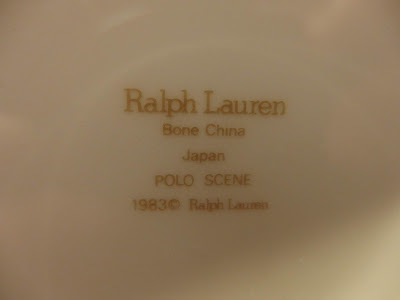 Ralph Lauren
Bone China
Japan
POLO SCENE
1983© Ralph Lauren